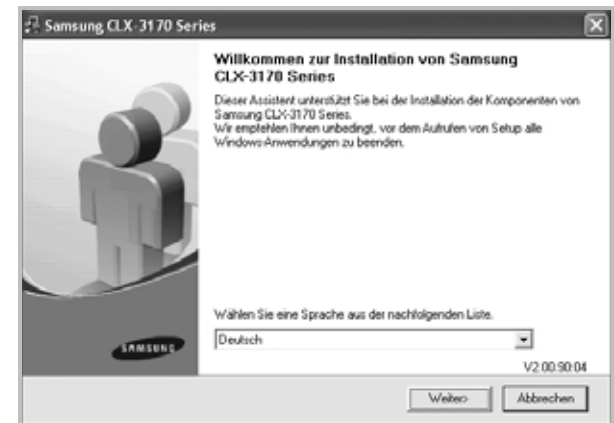 Samsung CLX-3170 Series
Willkommen zur Installation von Samsung
CLX-3170 Series
Dieser Assistent unterstützt Sie bei der Installation der Komponenten von
Samsung CLX-3170 Series.
Wir empfehlen Ihnen unbedingt, vor dem Aufrufen von Setup alle
Windows-Anwendungen zu beenden.
Wählen Sie eine Sprache aus der nachfolgenden Liste.
Deutsch
SAMSUNG
V2.00.90:04
Weiter>
Abbrechen